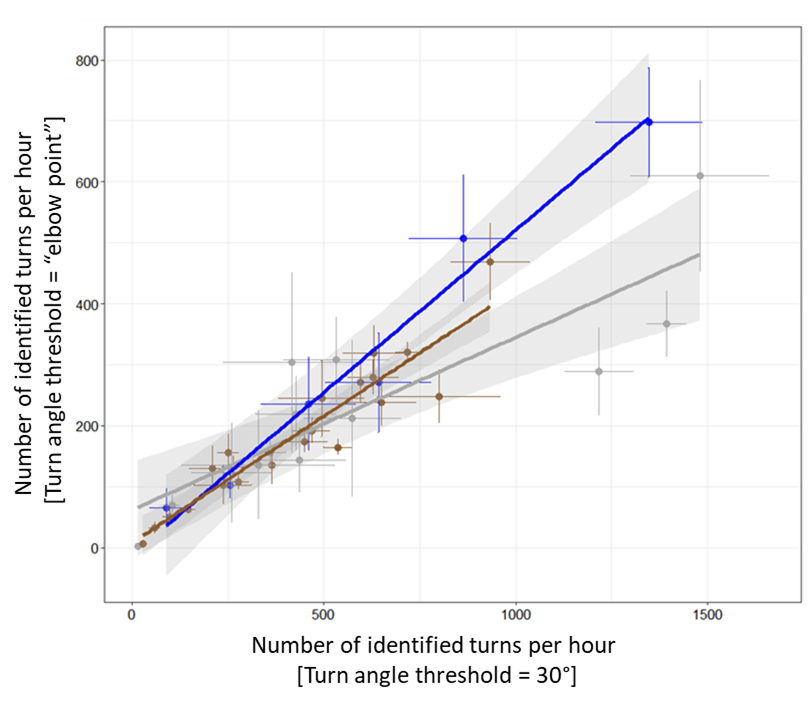 Number of identified turns per hour
[Turn angle threshold = “elbow point”]
800
600
400
200
0
0
500
1000
1500
Number of identified turns per hour
[Turn angle threshold = 30°]